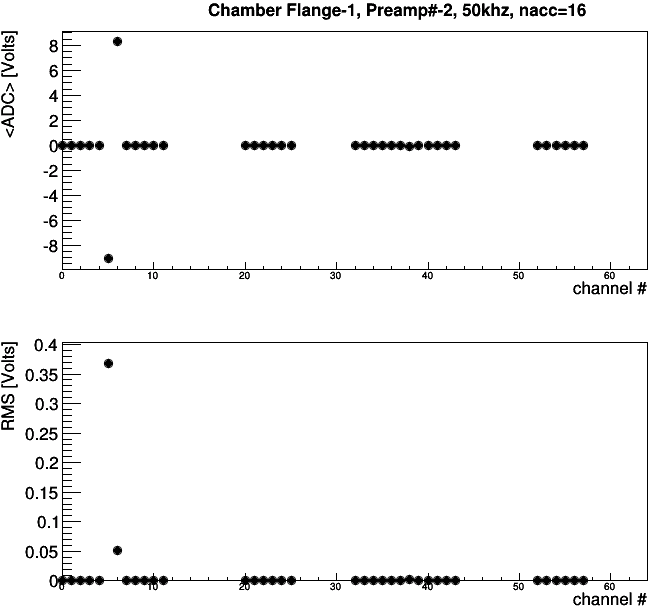 Chamber Flange-1, Preamp#-2, 50khz, nacc=16
<ADC> [Volts]
8
6
4
2
0
-2
-4
-6
-8
0 10 20 30 40 50 60
channel #
RMS [Volts]
0.4
0.35
0.3
0.25
0.2
0.15
0.1
0.05
0
0 10 20 30 40 50 60
channel #